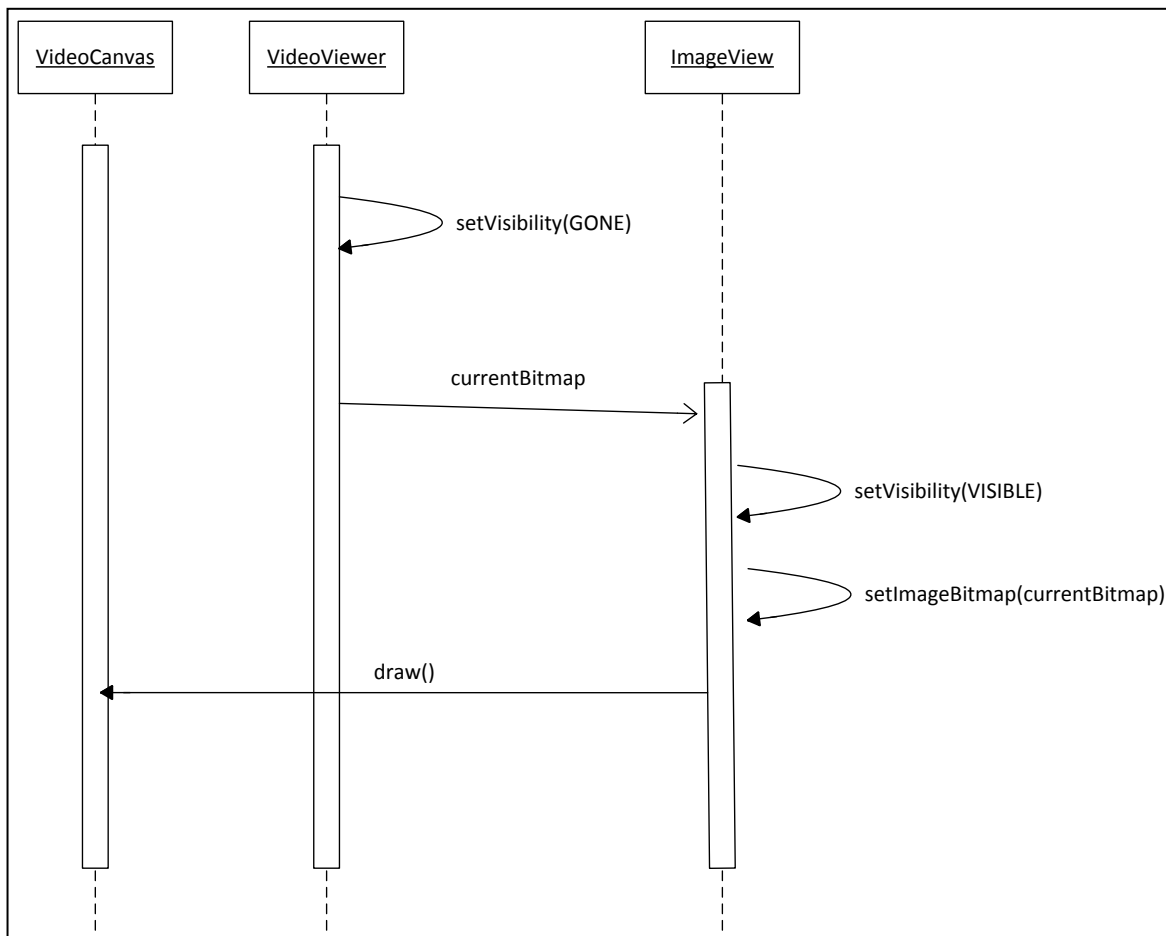 VideoCanvas
VideoViewer
ImageView
setVisibility(GONE)
currentBitmap
setVisibility(VISIBLE)
setImageBitmap(currentBitmap)
draw()